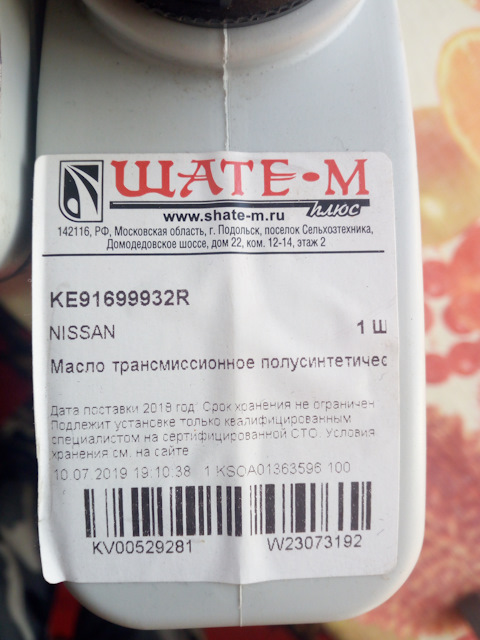 ШАТЕ-М
плюс
www.shate-m.ru
142116, РФ, Московская область, г. Подольск, поселок Сельхозтехника,
Домодедовское шоссе, дом 22, ком. 12-14, этаж 2
KE91699932R
NISSAN 1 Ш
Масло трансмиссионное полусинтетичес
Дата поставки 2019 год. Срок хранения не ограничен
Подлежит установке только квалифицированным
специалистом на сертифицированной СТО. Условия
хранения см. на сайте
10.07.2019 19:10:38 1 KSOA01363596 100
KV00529281 W23073192